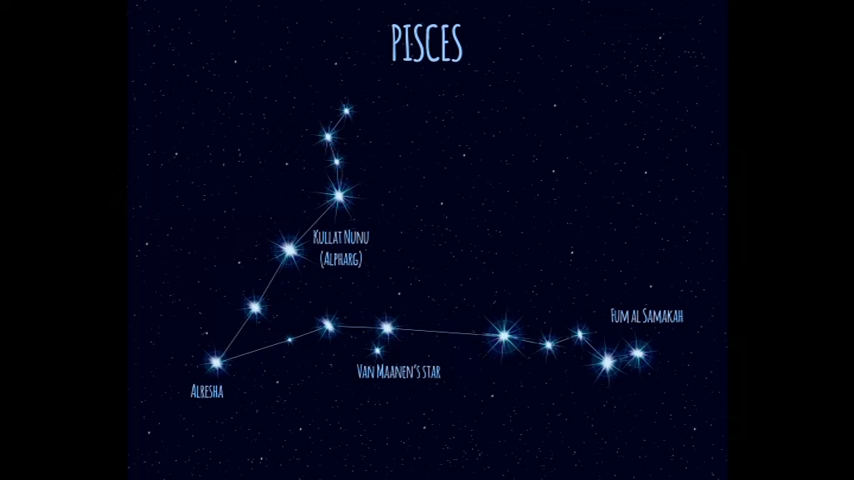 PISCES
KULLAT NUNU
(ALPHARG)
FUM AL SAMAKAH
VAN MAANEN'S STAR
ALRESHA